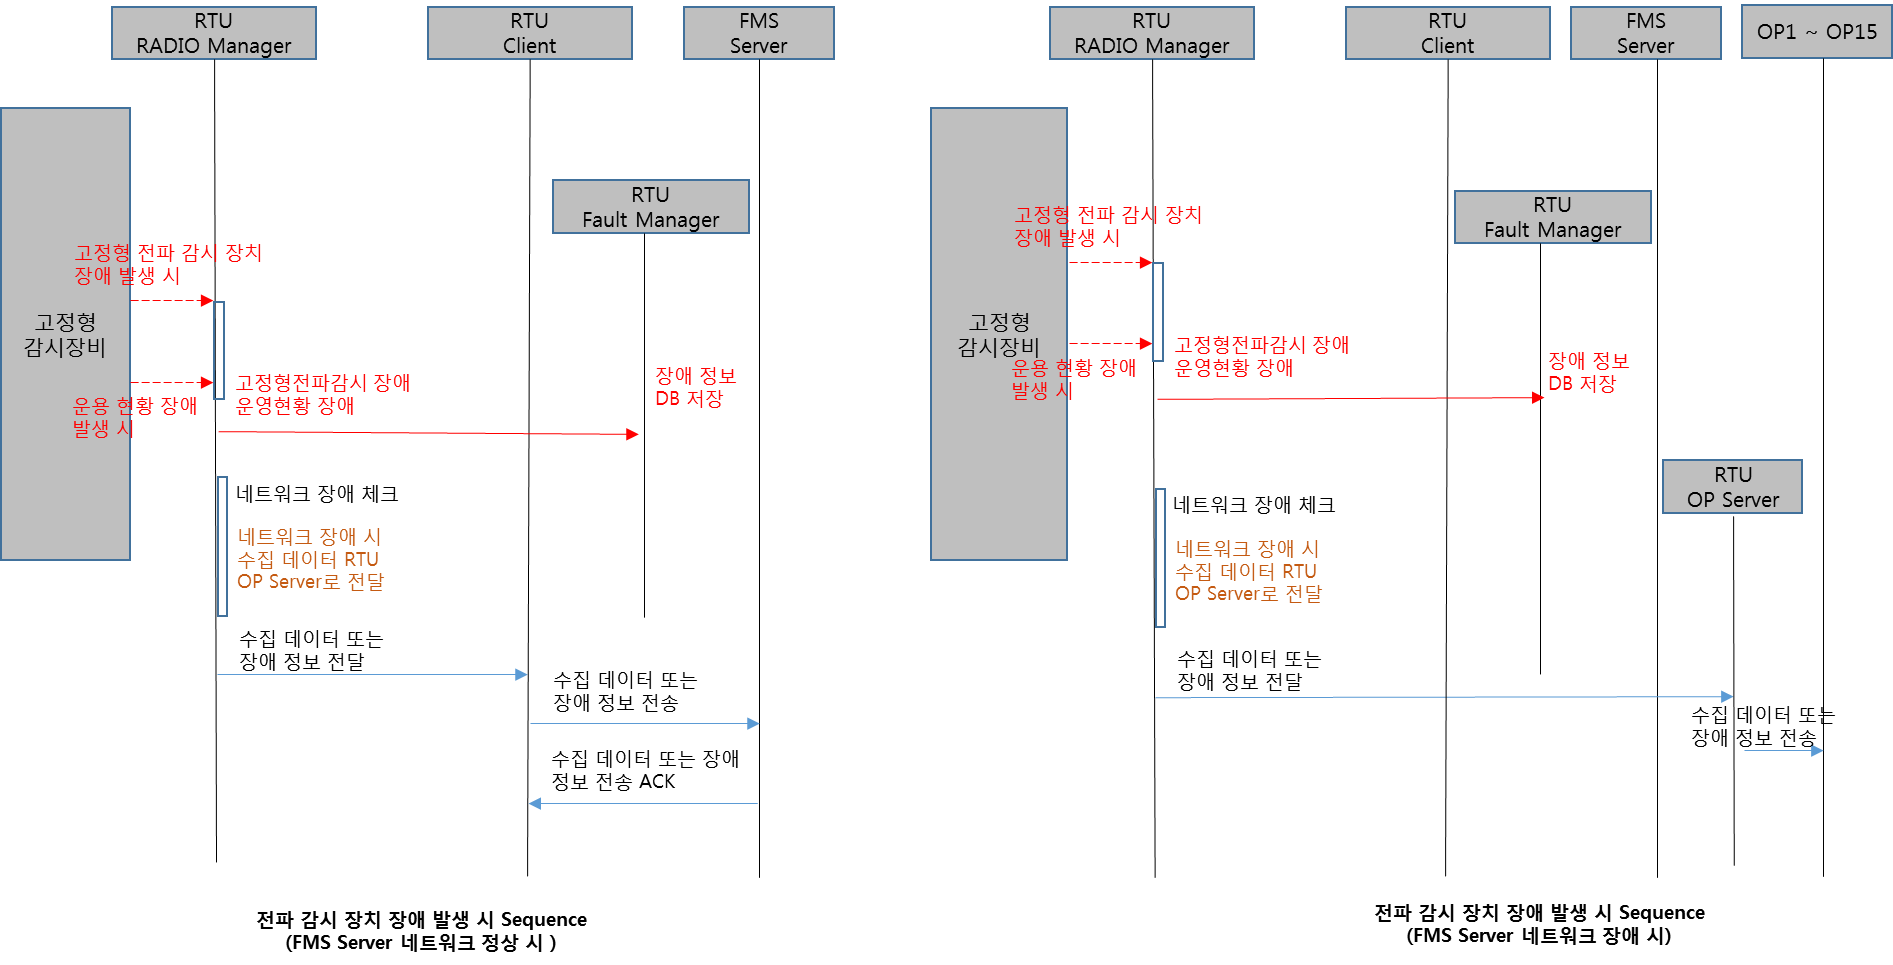 RTU
RADIO Manager
RTU
Client
FMS
Server
고정형
감시장비
RTU
Fault Manager
고정형 전파 감시 장치
장애 발생 시
운용 현황 장애
발생 시
고정형전파감시 장애
운영현황 장애
장애 정보
DB 저장
네트워크 장애 체크
네트워크 장애 시
수집 데이터 RTU
OP Server로 전달
수집 데이터 또는
장애 정보 전달
수집 데이터 또는
장애 정보 전송
수집 데이터 또는 장애
정보 전송 ACK
전파 감시 장치 장애 발생 시 Sequence
(FMS Server 네트워크 정상 시 )
RTU
RADIO Manager
RTU
Client
FMS
Server
OP1 ~ OP15
고정형
감시장비
RTU
Fault Manager
고정형 전파 감시 장치
장애 발생 시
운용 현황 장애
발생 시
고정형전파감시 장애
운영현황 장애
장애 정보
DB 저장
RTU
OP Server
네트워크 장애 체크
네트워크 장애 시
수집 데이터 RTU
OP Server로 전달
수집 데이터 또는
장애 정보 전달
수집 데이터 또는
장애 정보 전송
전파 감시 장치 장애 발생 시 Sequence
(FMS Server 네트워크 장애 시)